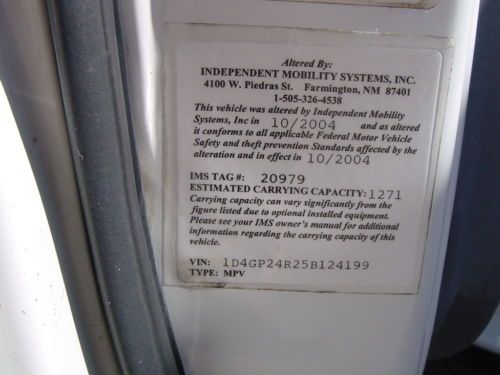 Altered By:
INDEPENDENT MOBILITY SYSTEMS, INC.
4100 W. Piedras St. Farmington, NM 87401
1-505-326-4538
This vehicle was altered by Independent Mobility
Systems, Inc in 10/2004 and as altered
it conforms to all applicable Federal Motor Vehicle
Safety and theft prevention Standards affected by the
alteration and in effect in 10/2004
IMS TAG #: 20979
ESTIMATED CARRYING CAPACITY: 1271
Carrying capacity can vary significantly from the
figure listed due to optional installed equipment.
Please see your IMS owner's manual for additional
information regarding the carrying capacity of this
vehicle.
VIN: 1D4GP24R25B124199
TYPE: MPV